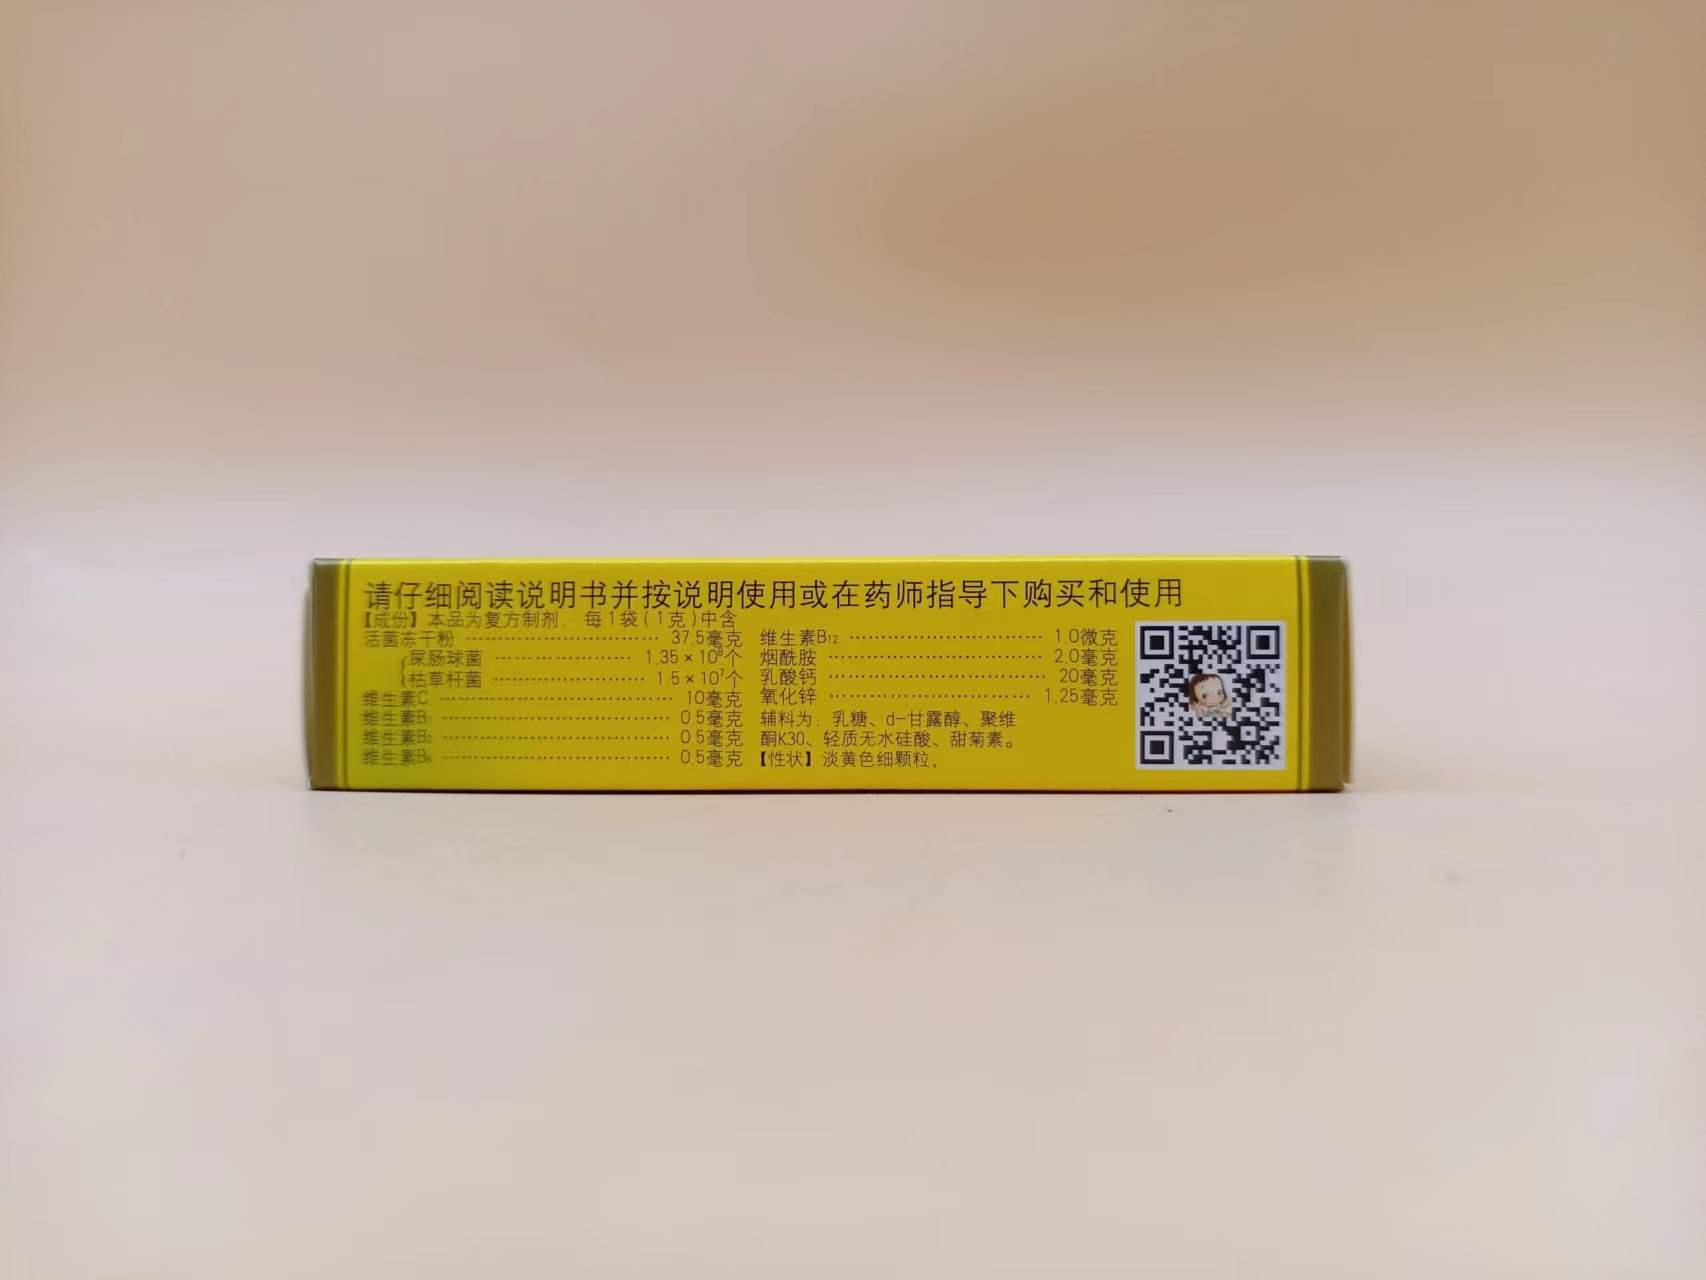 请仔细阅读说明书并按说明使用或在药师指导下购买和使用
【成份】本品为复方制剂，每1袋(1克)中含
活菌冻干粉 ⋯⋯⋯⋯⋯⋯⋯⋯ 37.5毫克
屎肠球菌 ⋯⋯⋯⋯⋯⋯ 1.35×10⁸个
枯草杆菌 ⋯⋯⋯⋯⋯⋯ 1.5×10⁷个
维生素C ⋯⋯⋯⋯⋯⋯⋯⋯ 10毫克
维生素B₁ ⋯⋯⋯⋯⋯⋯⋯⋯ 0.5毫克
维生素B₂ ⋯⋯⋯⋯⋯⋯⋯⋯ 0.5毫克
维生素B₆ ⋯⋯⋯⋯⋯⋯⋯⋯ 0.5毫克
维生素B₁₂ ⋯⋯⋯⋯⋯⋯⋯⋯ 1.0微克
烟酰胺 ⋯⋯⋯⋯⋯⋯⋯⋯ 2.0毫克
乳酸钙 ⋯⋯⋯⋯⋯⋯⋯⋯ 20毫克
氧化锌 ⋯⋯⋯⋯⋯⋯⋯⋯ 1.25毫克
辅料为：乳糖、d-甘露醇、聚维
酮K30、轻质无水硅酸、甜菊素。
【性状】淡黄色细颗粒。